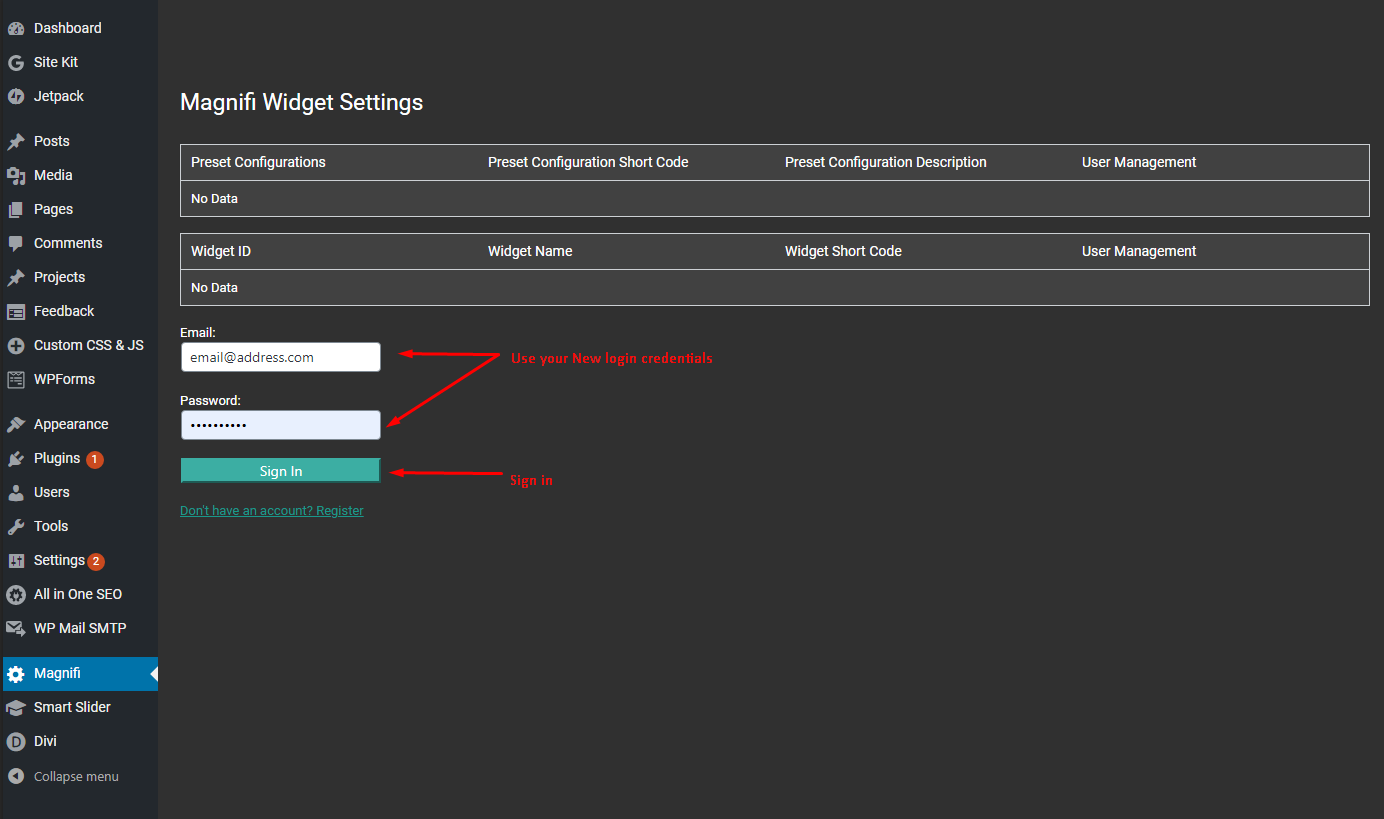 Dashboard
Site Kit
Jetpack
Posts
Media
Pages
Comments
Projects
Feedback
Custom CSS & JS
WPForms
Appearance
Plugins 1
Users
Tools
Settings 2
All in One SEO
WP Mail SMTP
Magnifi
Smart Slider
Divi
Collapse menu
Magnifi Widget Settings
Preset Configurations Preset Configuration Short Code Preset Configuration Description User Management
No Data
Widget ID Widget Name Widget Short Code User Management
No Data
Email:
email@address.com
Use your New login credentials
Password:
••••••••••
Sign In
Sign in
Don't have an account? Register